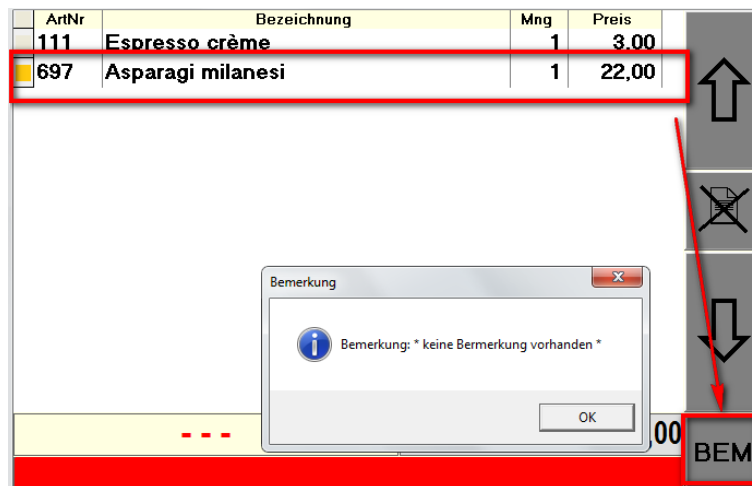 ArtNr Bezeichnung Mng Preis
111 Espresso crème 1 3,00
697 Asparagi milanesi 1 22,00
Bemerkung
Bemerkung: * keine Bermerkung vorhanden *
OK
- - - ,00
BEM